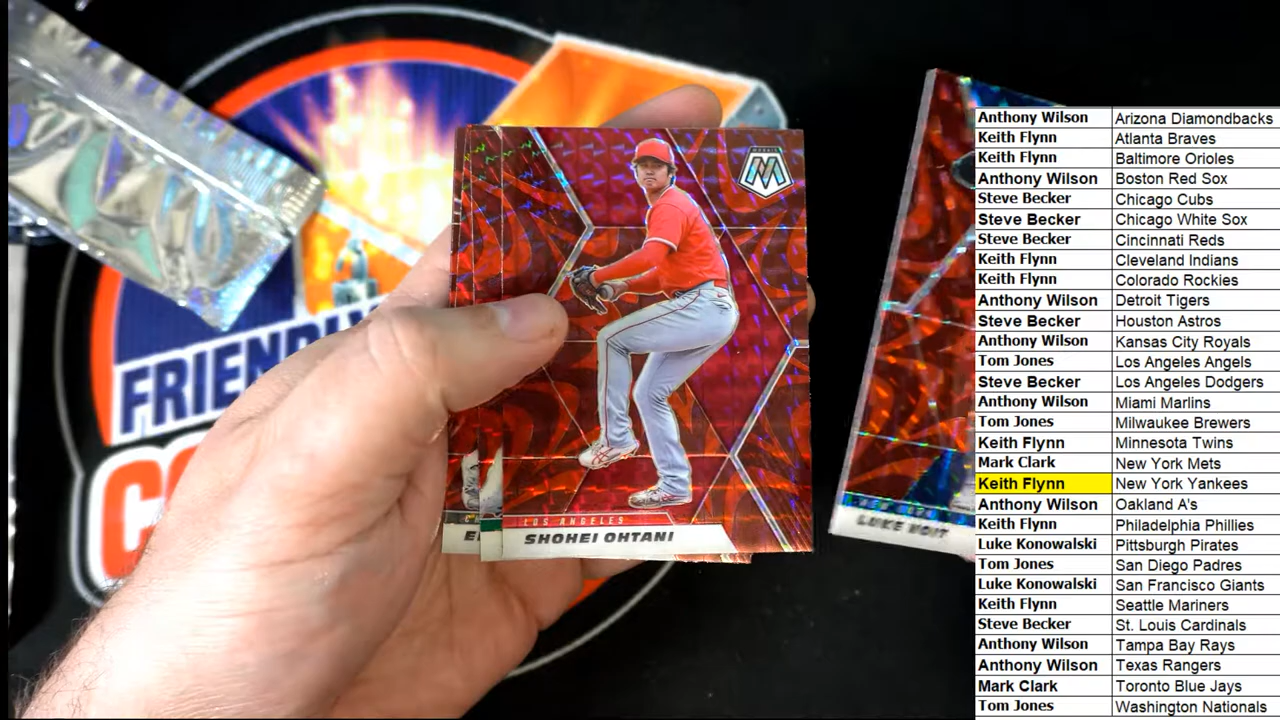 FRIENDLY
CO
MOSAIC
M
LOS ANGELES
SHOHEI OHTANI
E
NEW YORK
LUKE VOIT
Anthony Wilson Arizona Diamondbacks
Keith Flynn Atlanta Braves
Keith Flynn Baltimore Orioles
Anthony Wilson Boston Red Sox
Steve Becker Chicago Cubs
Steve Becker Chicago White Sox
Steve Becker Cincinnati Reds
Keith Flynn Cleveland Indians
Keith Flynn Colorado Rockies
Anthony Wilson Detroit Tigers
Steve Becker Houston Astros
Anthony Wilson Kansas City Royals
Tom Jones Los Angeles Angels
Steve Becker Los Angeles Dodgers
Anthony Wilson Miami Marlins
Tom Jones Milwaukee Brewers
Keith Flynn Minnesota Twins
Mark Clark New York Mets
Keith Flynn New York Yankees
Anthony Wilson Oakland A's
Keith Flynn Philadelphia Phillies
Luke Konowalski Pittsburgh Pirates
Tom Jones San Diego Padres
Luke Konowalski San Francisco Giants
Keith Flynn Seattle Mariners
Steve Becker St. Louis Cardinals
Anthony Wilson Tampa Bay Rays
Anthony Wilson Texas Rangers
Mark Clark Toronto Blue Jays
Tom Jones Washington Nationals